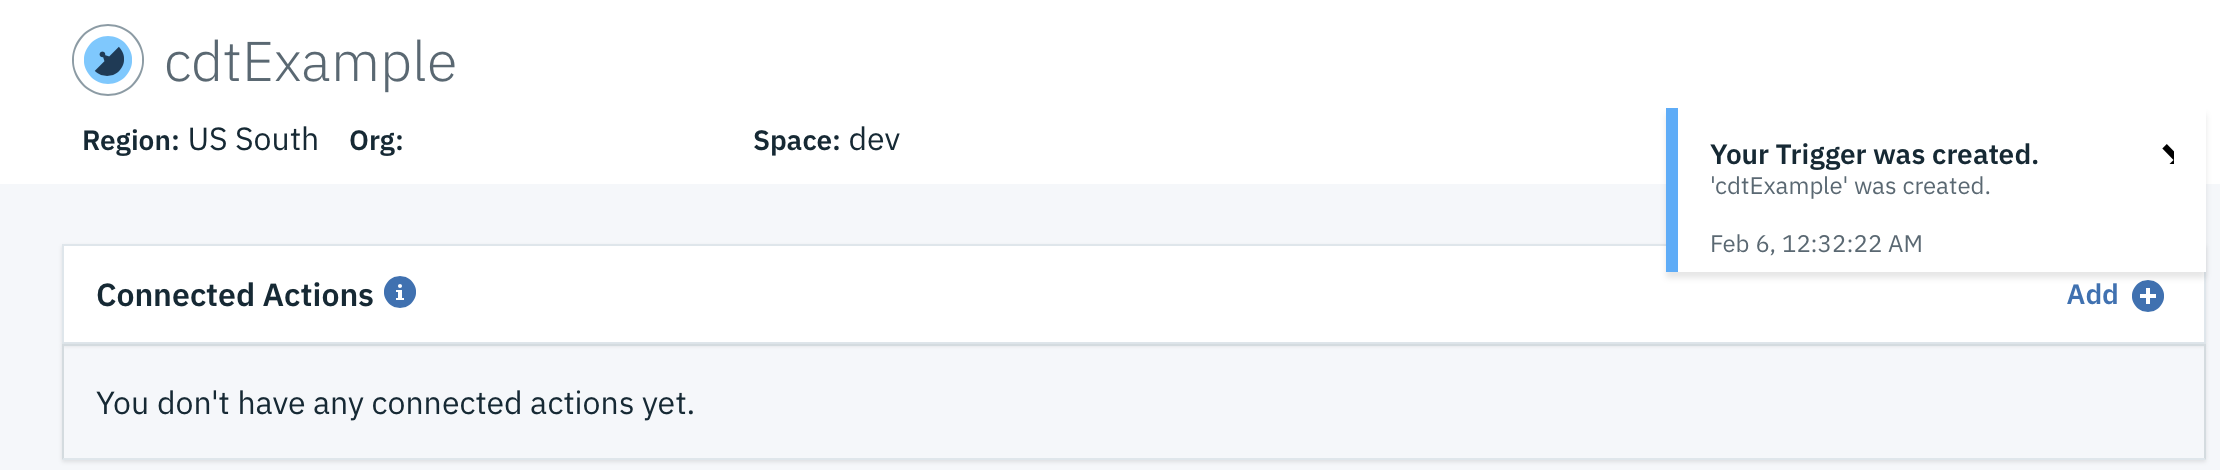 cdtExample
Region: US South Org: Space: dev
Your Trigger was created.
'cdtExample' was created.
Feb 6, 12:32:22 AM
Connected Actions
Add
You don't have any connected actions yet.